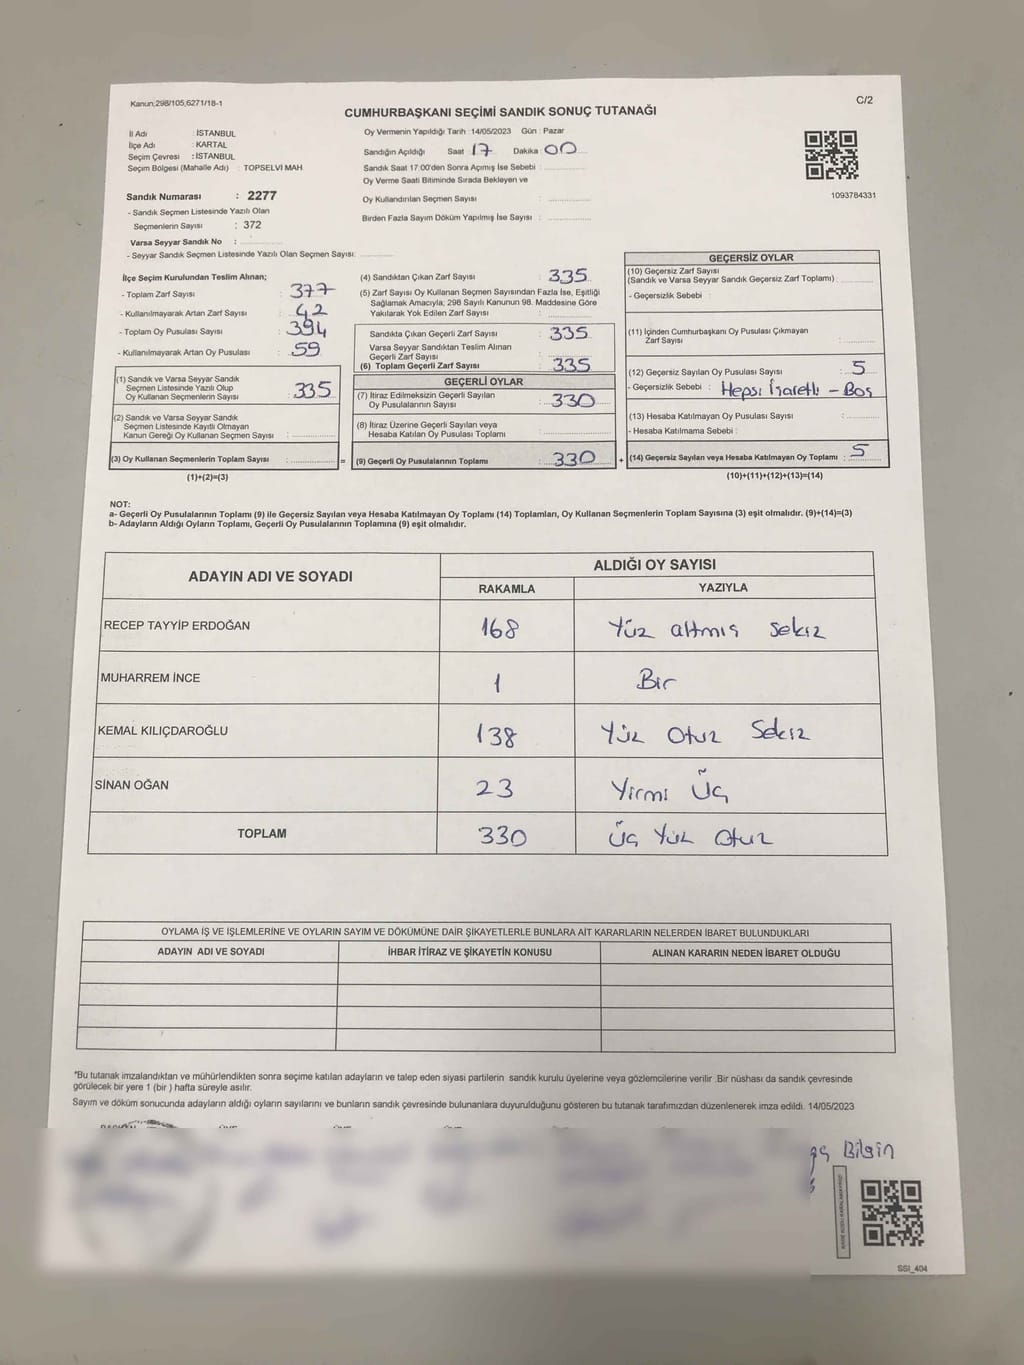 Kanun;298/105,6271/18-1
C/2
CUMHURBAŞKANI SEÇİMİ SANDIK SONUÇ TUTANAĞI
İl Adı : İSTANBUL
İlçe Adı : KARTAL
Seçim Çevresi : İSTANBUL
Seçim Bölgesi (Mahalle Adı) : TOPSELVİ MAH
Oy Vermenin Yapıldığı Tarih :14/05/2023 Gün : Pazar
Sandığın Açıldığı Saat 17 Dakika : 00
Sandık Saat 17.00'den Sonra Açmış İse Sebebi :
Oy Verme Saati Bitiminde Sırada Bekleyen ve
Oy Kullandırılan Seçmen Sayısı :
Birden Fazla Sayım Döküm Yapılmış İse Sayısı :
1093784331
Sandık Numarası : 2277
- Sandık Seçmen Listesinde Yazılı Olan
Seçmenlerin Sayısı : 372
Varsa Seyyar Sandık No :
- Seyyar Sandık Seçmen Listesinde Yazılı Olan Seçmen Sayısı:
İlçe Seçim Kurulundan Teslim Alınan;
- Toplam Zarf Sayısı : 377
- Kullanılmayarak Artan Zarf Sayısı : 42
- Toplam Oy Pusulası Sayısı : 394
- Kullanılmayarak Artan Oy Pusulası : 59
(1) Sandık ve Varsa Seyyar Sandık
Seçmen Listesinde Yazılı Olup
Oy Kullanan Seçmenlerin Sayısı : 335
(2) Sandık ve Varsa Seyyar Sandık
Seçmen Listesinde Kayıtlı Olmayan
Kanun Gereği Oy Kullanan Seçmen Sayısı :
(3) Oy Kullanan Seçmenlerin Toplam Sayısı :
(1)+(2)=(3)
(4) Sandıktan Çıkan Zarf Sayısı : 335
(5) Zarf Sayısı Oy Kullanan Seçmen Sayısından Fazla İse, Eşitliği
Sağlamak Amacıyla; 298 Sayılı Kanunun 98. Maddesine Göre
Yakılarak Yok Edilen Zarf Sayısı :
Sandıkta Çıkan Geçerli Zarf Sayısı : 335
Varsa Seyyar Sandıktan Teslim Alınan
Geçerli Zarf Sayısı :
(6) Toplam Geçerli Zarf Sayısı : 335
GEÇERLİ OYLAR
(7) İtiraz Edilmeksizin Geçerli Sayılan
Oy Pusulasının Sayısı : 330
(8) İtiraz Üzerine Geçerli Sayılan veya
Hesaba Katılan Oy Pusulası Toplamı :
= (9) Geçerli Oy Pusulalarının Toplamı : 330
GEÇERSİZ OYLAR
(10) Geçersiz Zarf Sayısı
(Sandık ve Varsa Seyyar Sandık Geçersiz Zarf Toplamı) :
- Geçersizlik Sebebi :
(11) İçinden Cumhurbaşkanı Oy Pusulası Çıkmayan
Zarf Sayısı :
(12) Geçersiz Sayılan Oy Pusulası Sayısı : 5
- Geçersizlik Sebebi : Hepsi İşaretli - Boş
(13) Hesaba Katılmayan Oy Pusulası Sayısı :
- Hesaba Katılmama Sebebi :
+ (14) Geçersiz Sayılan veya Hesaba Katılmayan Oy Toplamı : 5
(10)+(11)+(12)+(13)=(14)
NOT:
a- Geçerli Oy Pusulalarının Toplamı (9) ile Geçersiz Sayılan veya Hesaba Katılmayan Oy Toplamı (14) Toplamları, Oy Kullanan Seçmenlerin Toplam Sayısına (3) eşit olmalıdır. (9)+(14)=(3)
b- Adayların Aldığı Oyların Toplamı, Geçerli Oy Pusulalarının Toplamına (9) eşit olmalıdır.
ADAYIN ADI VE SOYADI
ALDIĞI OY SAYISI
RAKAMLA YAZIYLA
RECEP TAYYİP ERDOĞAN 168 Yüz altmış sekiz
MUHARREM İNCE 1 Bir
KEMAL KILIÇDAROĞLU 138 Yüz Otuz Sekiz
SİNAN OĞAN 23 Yirmi Üç
TOPLAM 330 Üç Yüz Otuz
OYLAMA İŞ VE İŞLEMLERİNE VE OYLARIN SAYIM VE DÖKÜMÜNE DAİR ŞİKAYETLERLE BUNLARA AİT KARARLARIN NELERDEN İBARET BULUNDUKLARI
ADAYIN ADI VE SOYADI İHBAR İTİRAZ VE ŞİKAYETİN KONUSU ALINAN KARARIN NEDEN İBARET OLDUĞU
*Bu tutanak imzalandıktan ve mühürlendikten sonra seçime katılan adayların ve talep eden siyasi partilerin sandık kurulu üyelerine veya gözlemcilerine verilir .Bir nüshası da sandık çevresinde
görülecek bir yere 1 (bir ) hafta süreyle asılır.
Sayım ve döküm sonucunda adayların aldığı oyların sayılarını ve bunların sandık çevresinde bulunanlara duyurulduğunu gösteren bu tutanak tarafımızdan düzenlenerek imza edildi. 14/05/2023
Bilgin
SSI_404